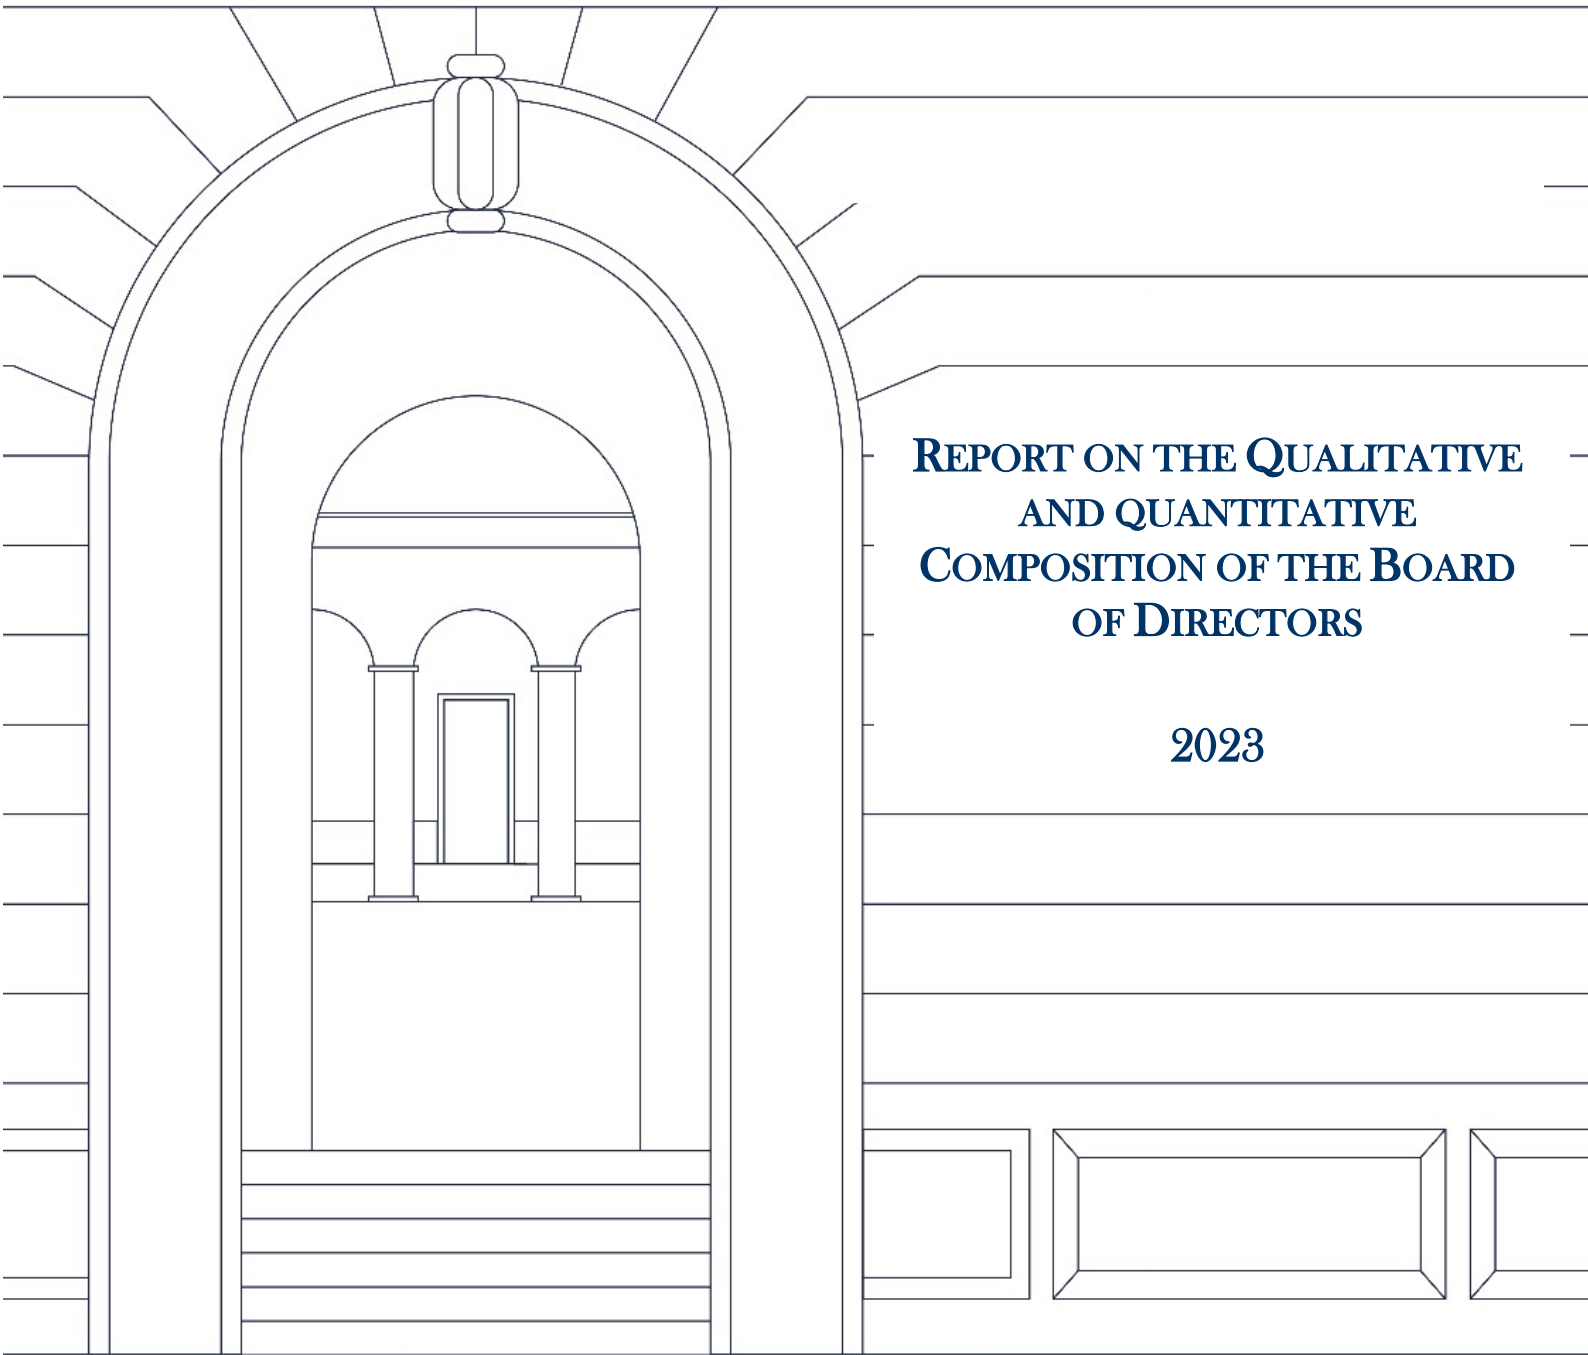 REPORT ON THE QUALITATIVE
AND QUANTITATIVE
COMPOSITION OF THE BOARD
OF DIRECTORS
2023